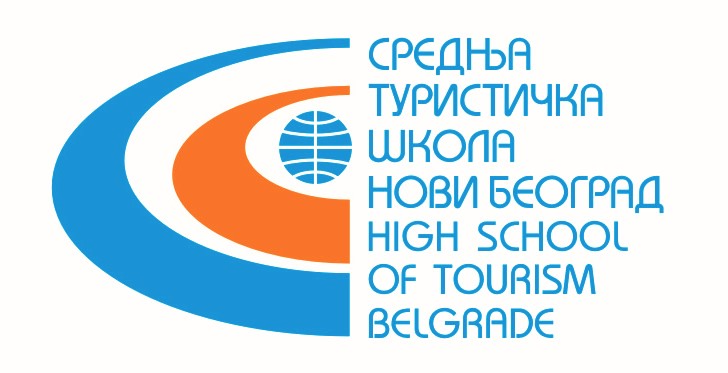 СРЕДЊА
ТУРИСТИЧКА
ШКОЛА
НОВИ БЕОГРАД
HIGH SCHOOL
OF TOURISM
BELGRADE